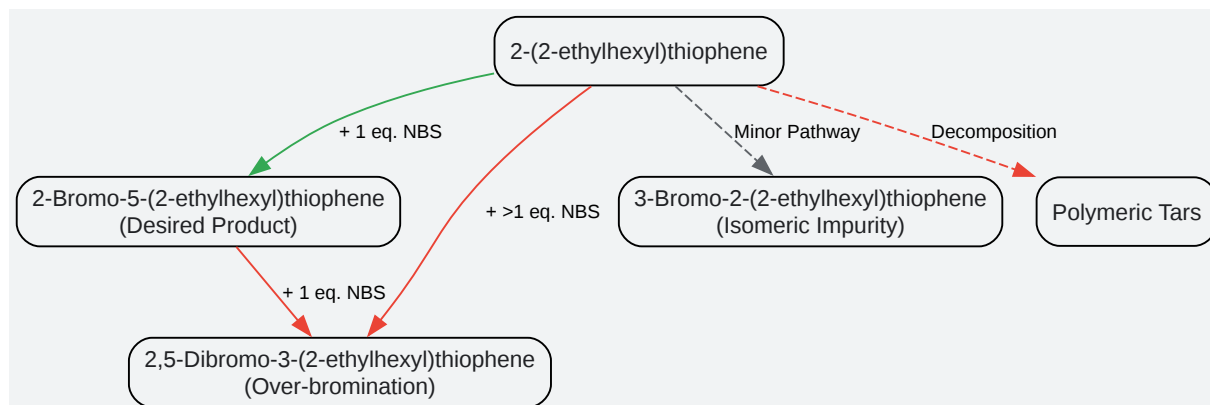 2-(2-ethylhexyl)thiophene
+ 1 eq. NBS
Minor Pathway
Decomposition
2-Bromo-5-(2-ethylhexyl)thiophene
(Desired Product)
+ >1 eq. NBS
3-Bromo-2-(2-ethylhexyl)thiophene
(Isomeric Impurity)
Polymeric Tars
+ 1 eq. NBS
2,5-Dibromo-3-(2-ethylhexyl)thiophene
(Over-bromination)